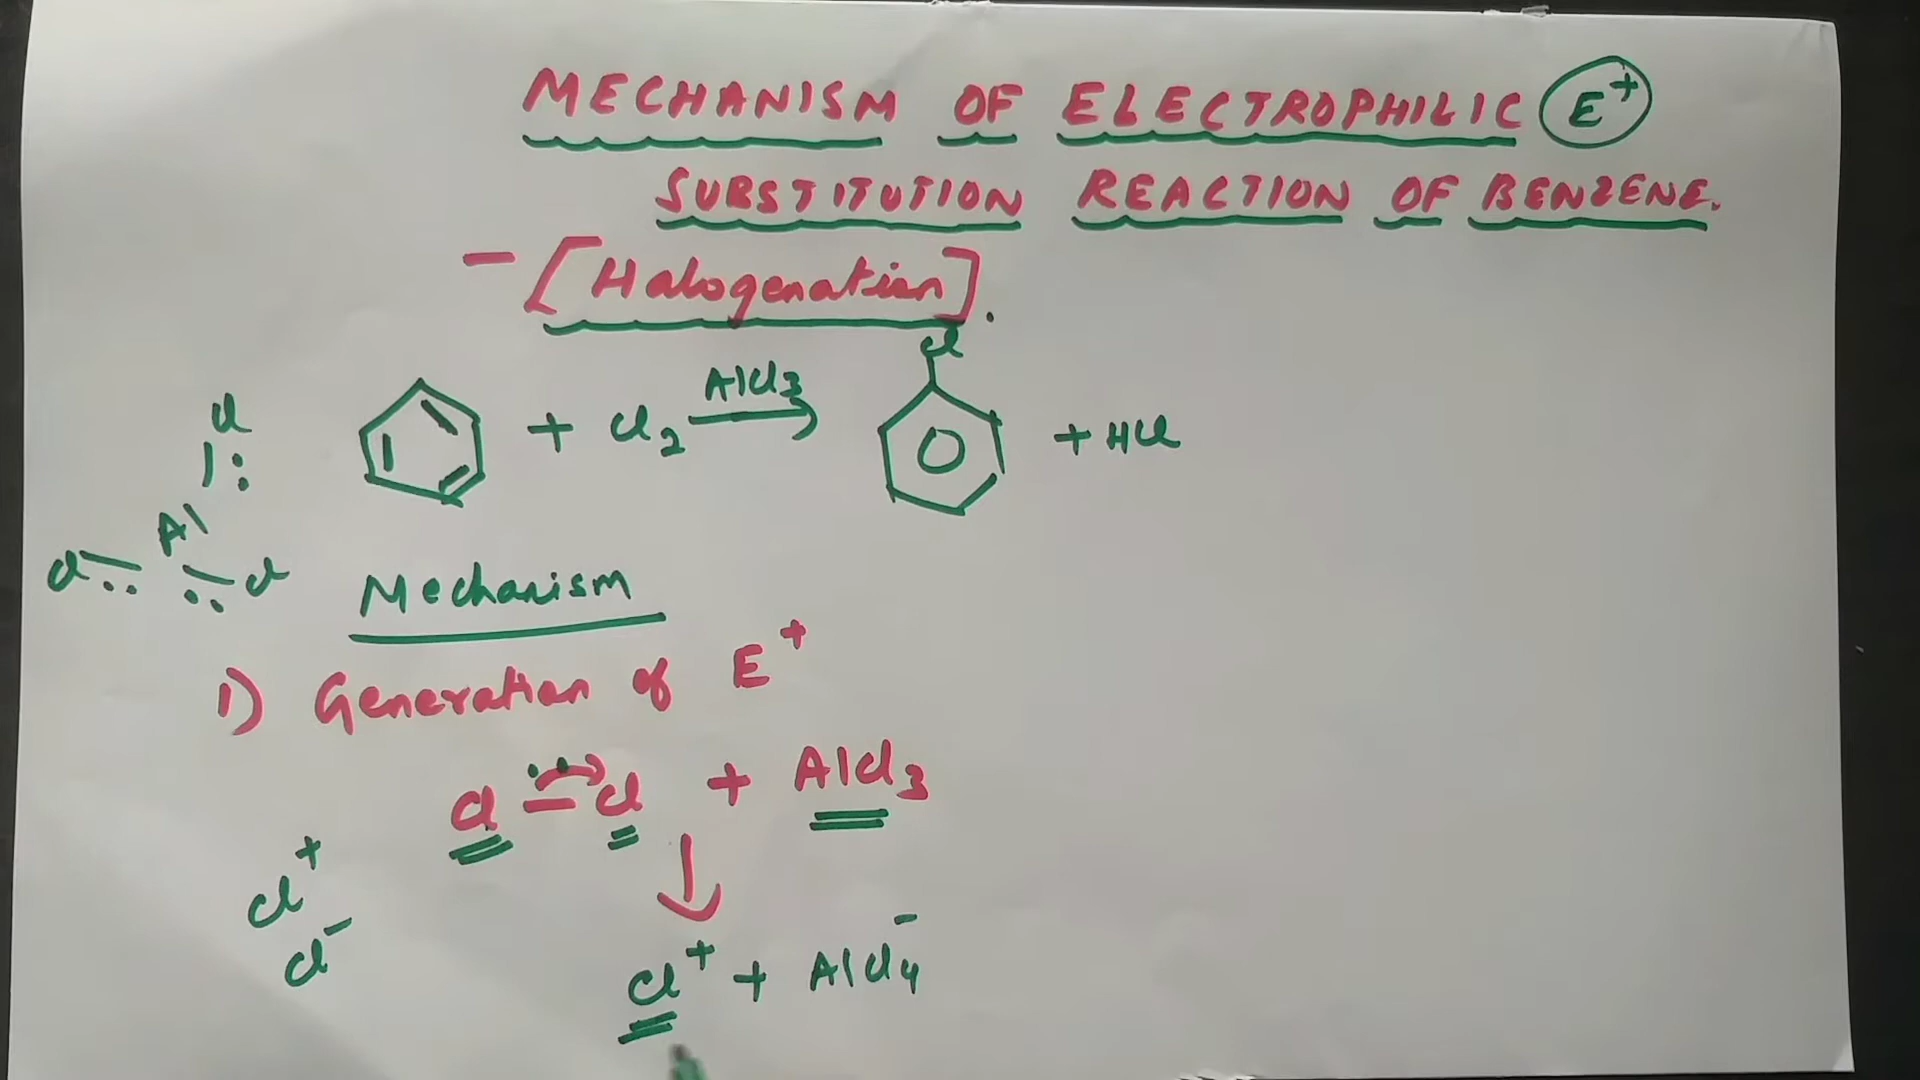 MECHANISM OF ELECTROPHILIC E+
SUBSTITUTION REACTION OF BENZENE.
- [Halogenation].
Cl
AlCl3
+ Cl2
+ HCl
Cl
Al
Cl Cl
Mechanism
1) Generation of E+
Cl - Cl + AlCl3
Cl+
Cl-
Cl+ + AlCl4-